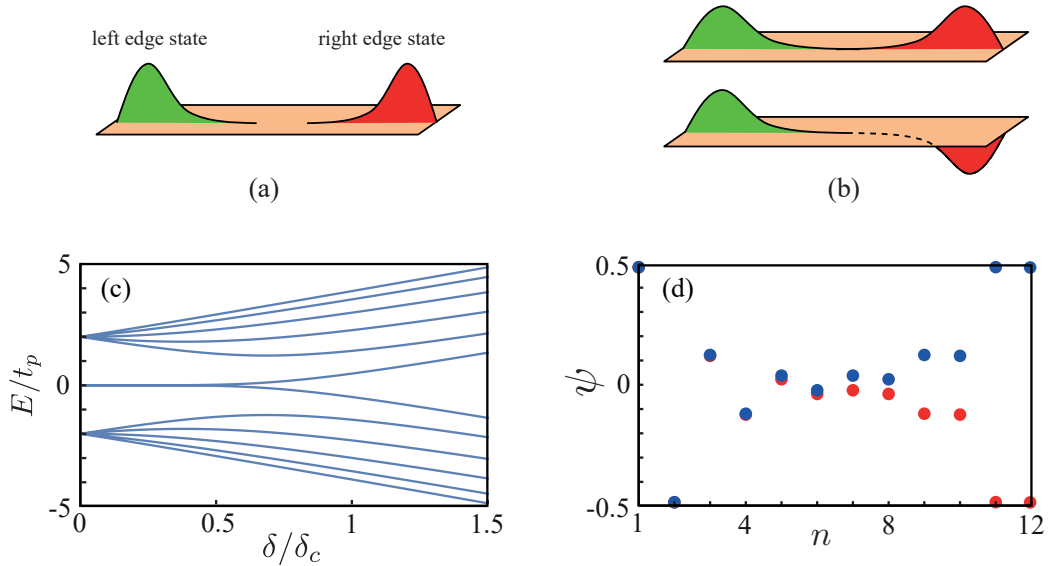 left edge state
right edge state
(a)
(b)
(c)
E/t_p
5
0
-5
0
0.5
1
1.5
δ/δ_c
(d)
ψ
0.5
0
-0.5
1
4
8
12
n